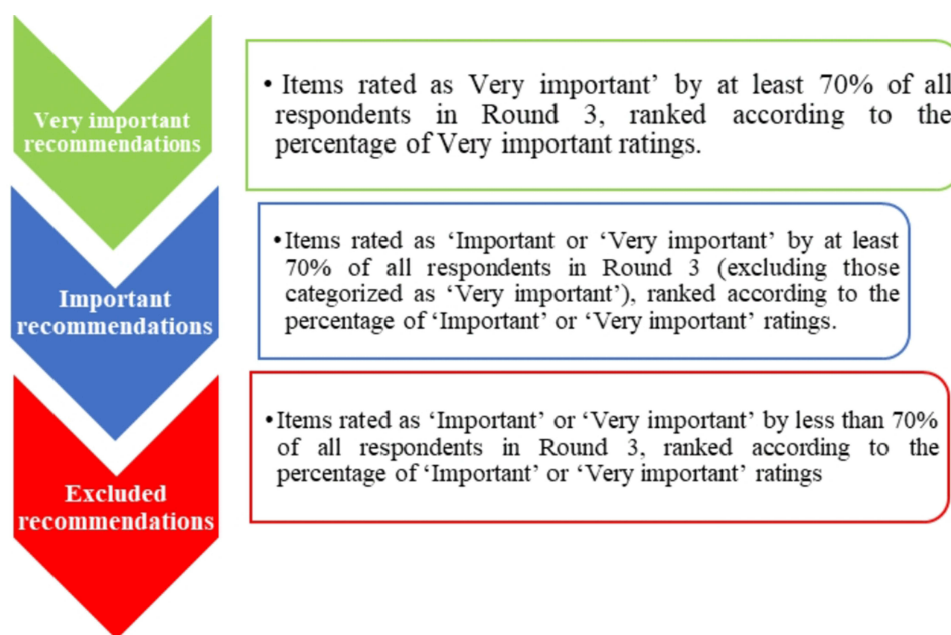 Very important
recommendations
• Items rated as Very important’ by at least 70% of all
respondents in Round 3, ranked according to the
percentage of Very important ratings.
Important
recommendations
•Items rated as ‘Important or ‘Very important’ by at least
70% of all respondents in Round 3 (excluding those
categorized as ‘Very important’), ranked according to the
percentage of ‘Important’ or ‘Very important’ ratings.
Excluded
recommendations
•Items rated as ‘Important’ or ‘Very important’ by less than 70%
of all respondents in Round 3, ranked according to the
percentage of ‘Important’ or ‘Very important’ ratings